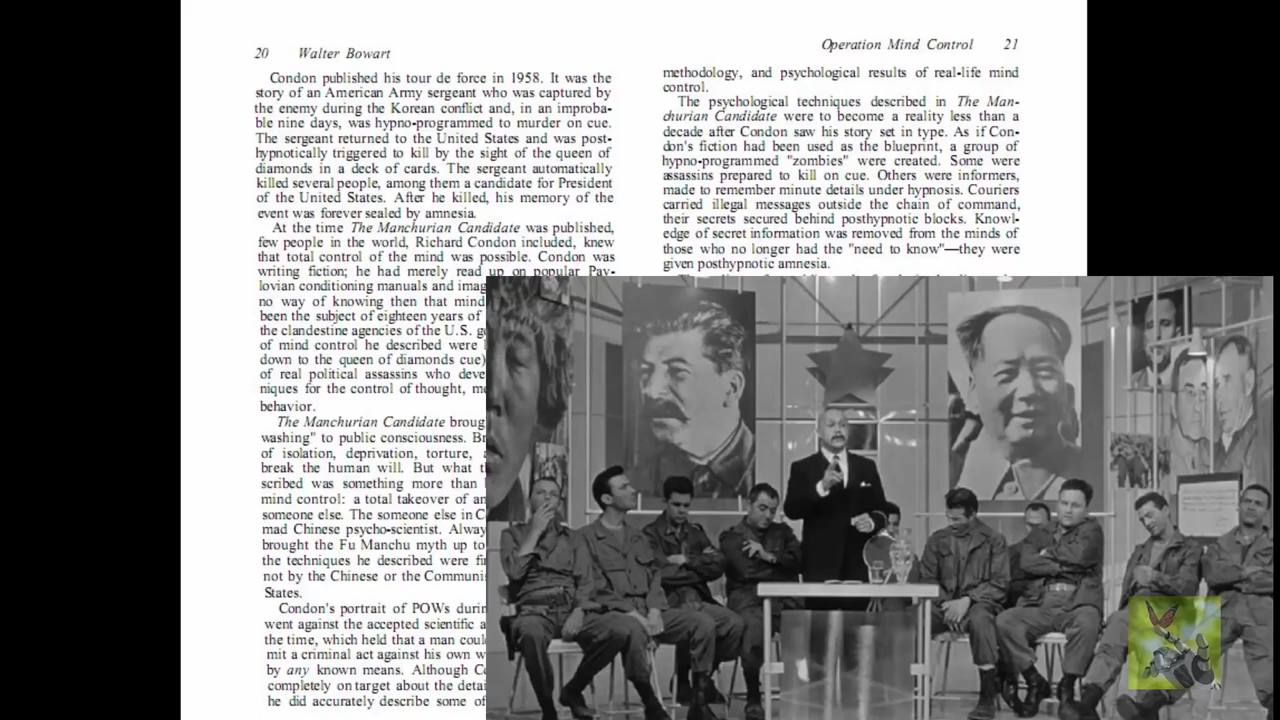 20 Walter Bowart
Condon published his tour de force in 1958. It was the
story of an American Army sergeant who was captured by
the enemy during the Korean conflict and, in an improba-
ble nine days, was hypno-programmed to murder on cue.
The sergeant returned to the United States and was post-
hypnotically triggered to kill by the sight of the queen of
diamonds in a deck of cards. The sergeant automatically
killed several people, among them a candidate for President
of the United States. After he killed, his memory of the
event was forever sealed by amnesia.
At the time The Manchurian Candidate was published,
few people in the world, Richard Condon included, knew
that total control of the mind was possible. Condon was
writing fiction; he had merely read up on popular Pav-
lovian conditioning manuals and imag
no way of knowing then that mind
been the subject of eighteen years of
the clandestine agencies of the U.S. g
of mind control he described were
down to the queen of diamonds cue)
of real political assassins who deve
niques for the control of thought, me
behavior.
The Manchurian Candidate broug
washing" to public consciousness. Br
of isolation, deprivation, torture,
break the human will. But what t
scribed was something more than
mind control: a total takeover of an
someone else. The someone else in C
mad Chinese psycho-scientist. Alway
brought the Fu Manchu myth up to
the techniques he described were fi
not by the Chinese or the Communi
States.
Condon's portrait of POWs durin
went against the accepted scientific a
the time, which held that a man coul
mit a criminal act against his own w
by any known means. Although C
completely on target about the detai
he did accurately describe some of
Operation Mind Control 21
methodology, and psychological results of real-life mind
control.
The psychological techniques described in The Man-
churian Candidate were to become a reality less than a
decade after Condon saw his story set in type. As if Con-
don's fiction had been used as the blueprint, a group of
hypno-programmed "zombies" were created. Some were
assassins prepared to kill on cue. Others were informers,
made to remember minute details under hypnosis. Couriers
carried illegal messages outside the chain of command,
their secrets secured behind posthypnotic blocks. Knowl-
edge of secret information was removed from the minds of
those who no longer had the "need to know"—they were
given posthypnotic amnesia.